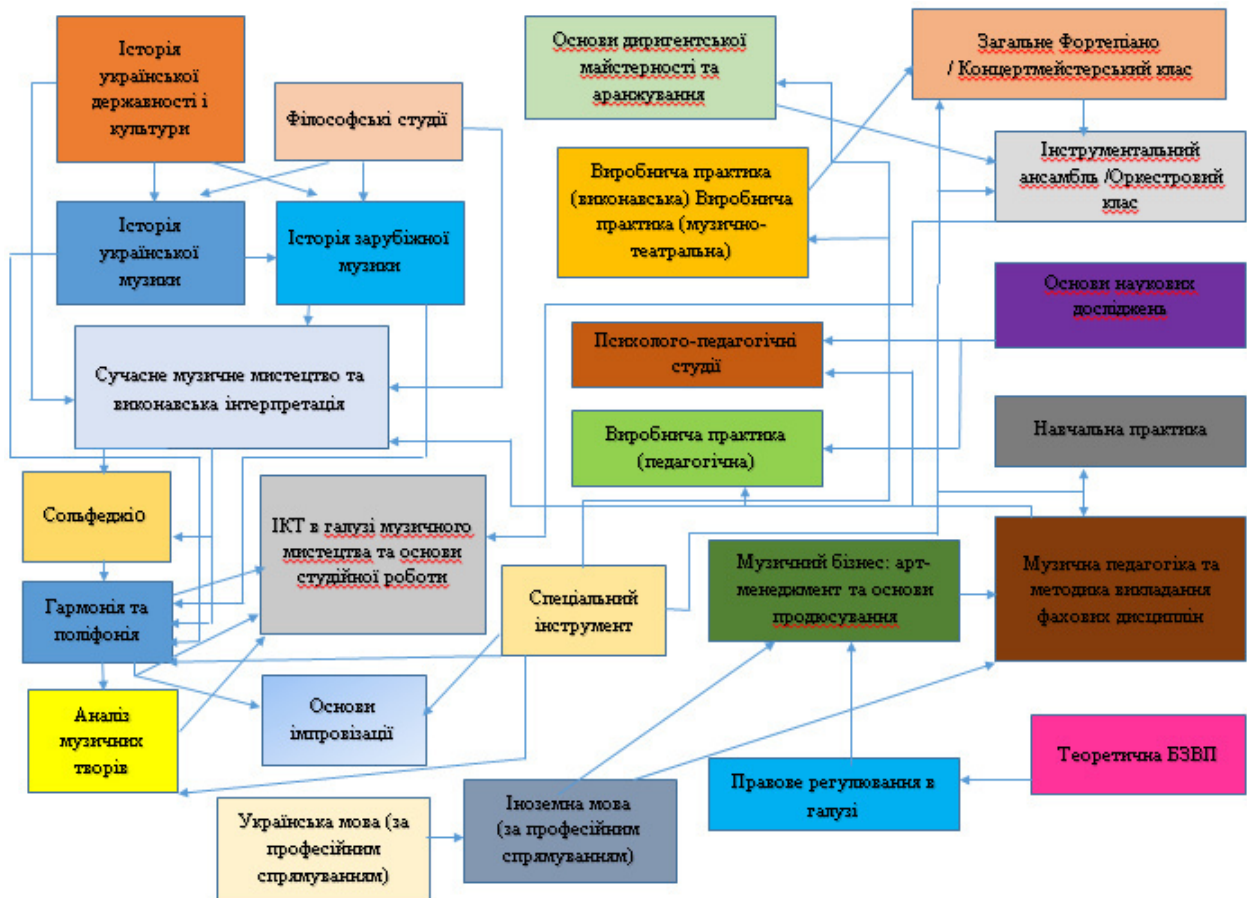 Історія
української
державності і
культури
Філософські студії
Основи диригентської
майстерності та
аранжування
Загальне Фортепіано
/ Концертмейстерський клас
Виробнича практика
(виконавська) Виробнича
практика (музично-
театральна)
Інструментальний
ансамбль /Оркестровий
клас
Історія
української
музики
Історія зарубіжної
музики
Основи наукових
досліджень
Психолого-педагогічні
студії
Сучасне музичне мистецтво та
виконавська інтерпретація
Виробнича практика
(педагогічна)
Навчальна практика
Сольфеджіо
ІКТ в галузі музичного
мистецтва та основи
студійної роботи
Гармонія та
поліфонія
Спеціальний
інструмент
Музичний бізнес: арт-
менеджмент та основи
продюсування
Музична педагогіка та
методика викладання
фахових дисциплін
Аналіз
музичних
творів
Основи
імпровізації
Теоретична БЗВП
Правове регулювання в
галузі
Українська мова (за
професійним
спрямуванням)
Іноземна мова
(за професійним
спрямуванням)